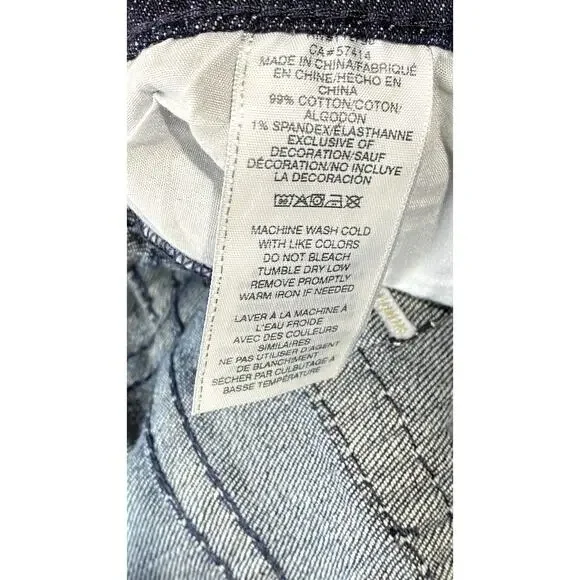 CA#57414
MADE IN CHINA/FABRIQUÉ
EN CHINE/HECHO EN
CHINA
99% COTTON/COTON/
ALGODON
1% SPANDEX/ÉLASTHANNE
EXCLUSIVE OF
DECORATION/SAUF
DÉCORATION/NO INCLUYE
LA DECORACIÓN
MACHINE WASH COLD
WITH LIKE COLORS
DO NOT BLEACH
TUMBLE DRY LOW
REMOVE PROMPTLY
WARM IRON IF NEEDED
LAVER À LA MACHINE À
L'EAU FROIDE
AVEC DES COULEURS
SIMILAIRES
NE PAS UTILISER D'AGENT
DE BLANCHIMENT
SÉCHER PAR CULBUTAGE À
BASSE TEMPÉRATURE